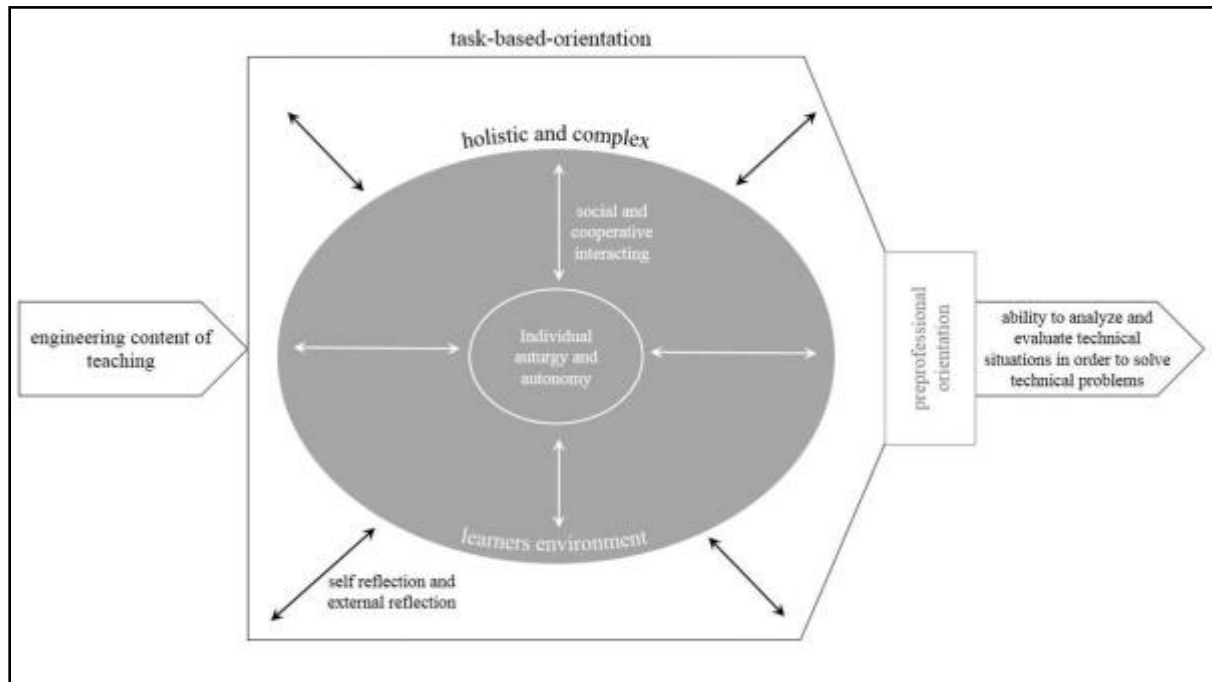 task-based-orientation
holistic and complex
social and
cooperative
interacting
engineering content of
teaching
Individual
auturgy and
autonomy
preprofessional
orientation
ability to analyze and
evaluate technical
situations in order to solve
technical problems
learners environment
self reflection and
external reflection